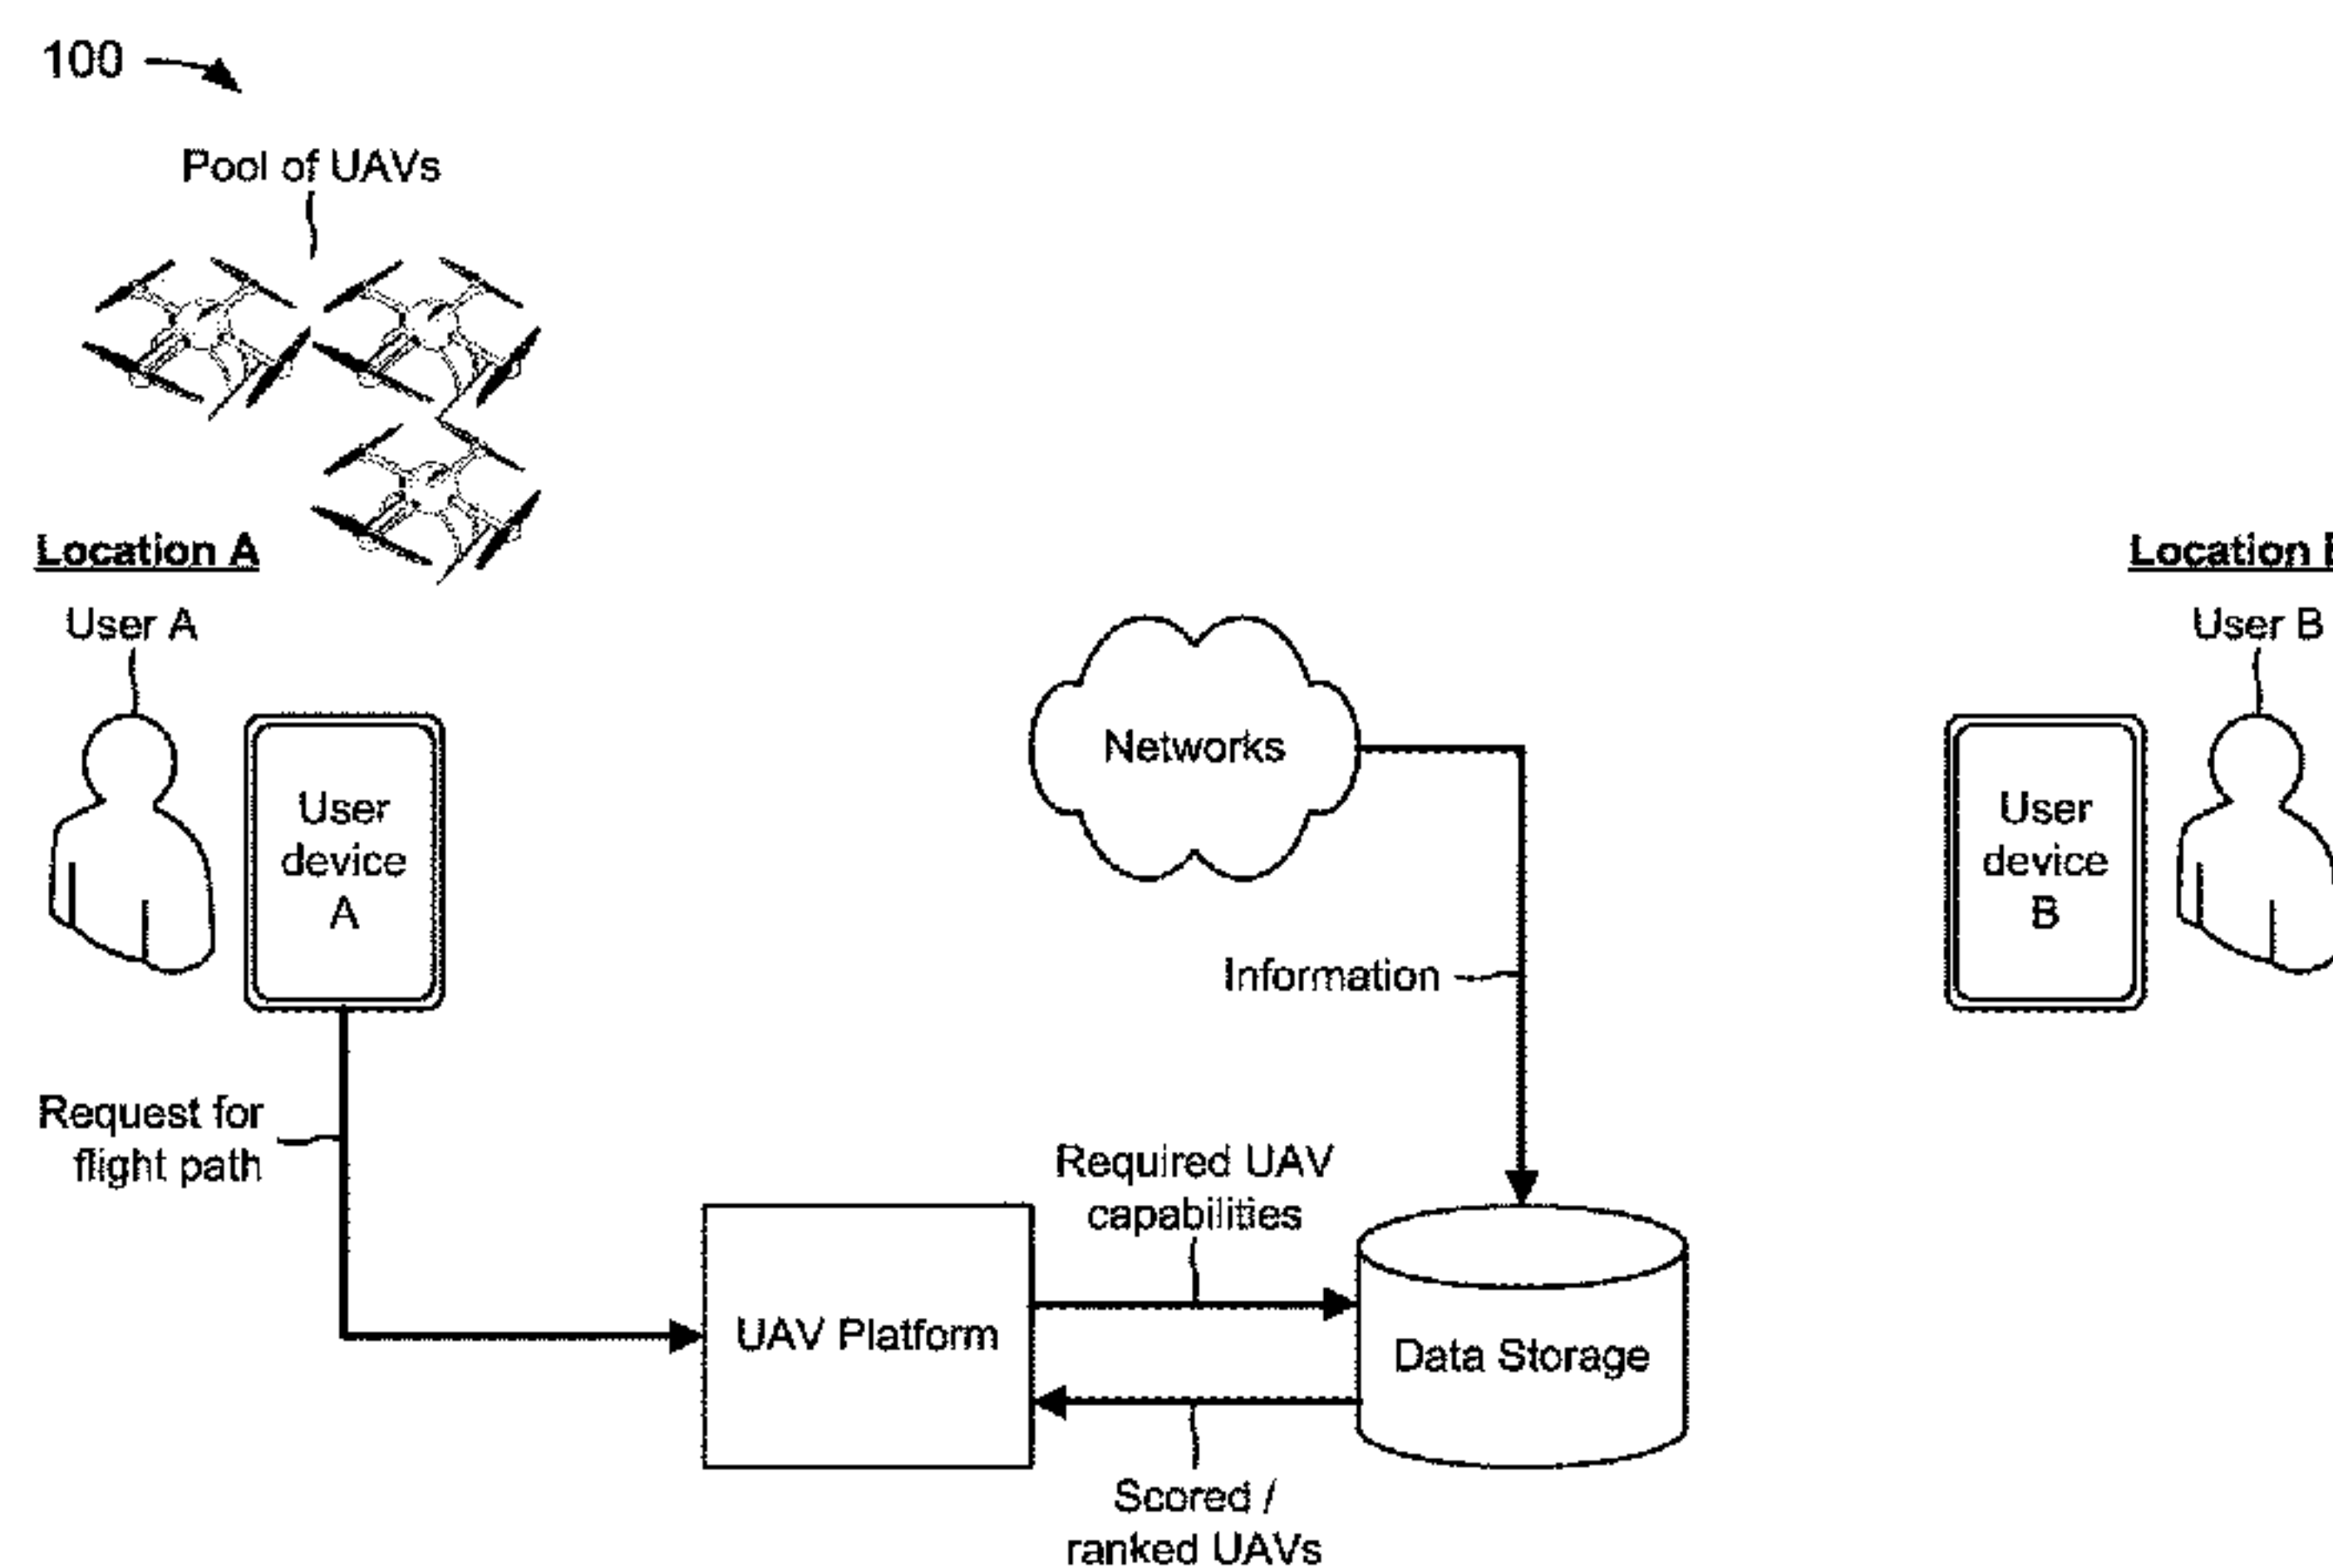 100
Pool of UAVs
Location A
Location
User A
User B
Networks
User
device
A
User
device
B
Information
Request for
flight path
Required UAV
capabilities
UAV Platform
Data Storage
Scored /
ranked UAVs